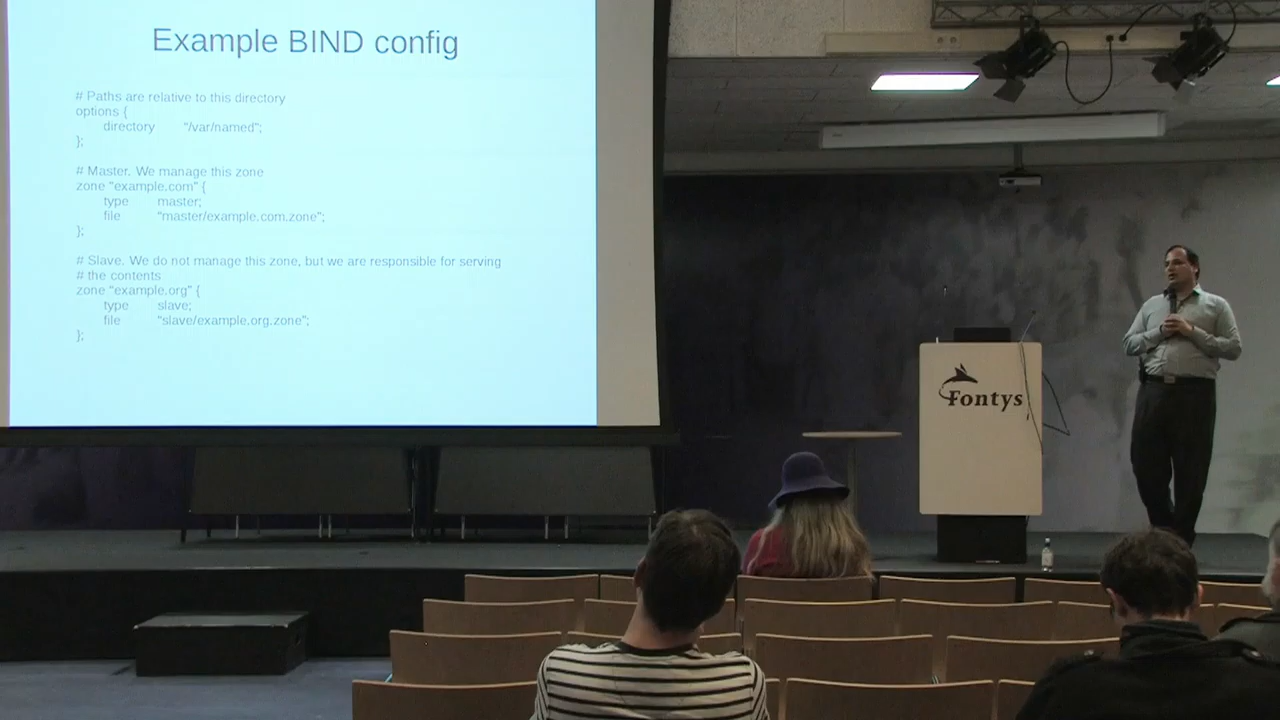 Example BIND config
# Paths are relative to this directory
options {
directory "/var/named";
};
# Master. We manage this zone
zone "example.com" {
type master;
file "master/example.com.zone";
};
# Slave. We do not manage this zone, but we are responsible for serving
# the contents
zone "example.org" {
type slave;
file "slave/example.org.zone";
};
Fontys